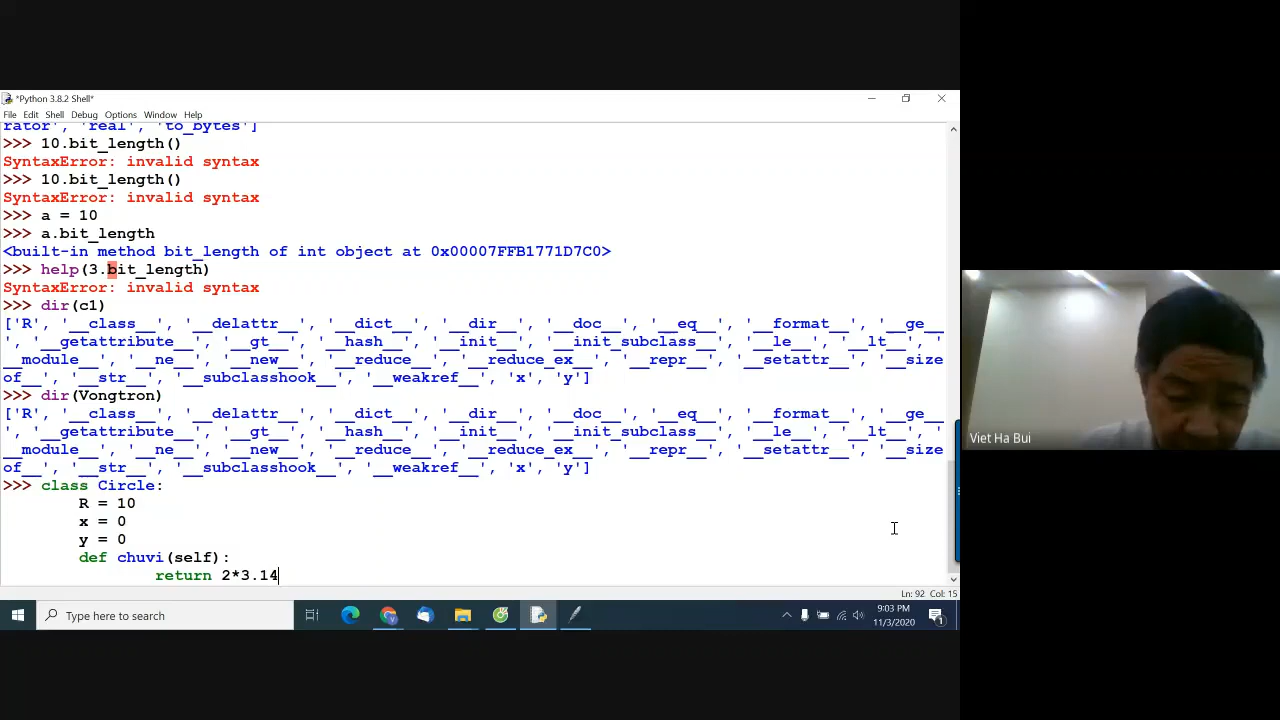 *Python 3.8.2 Shell*
File Edit Shell Debug Options Window Help
rator', 'real', 'to_bytes']
>>> 10.bit_length()
SyntaxError: invalid syntax
>>> 10.bit_length()
SyntaxError: invalid syntax
>>> a = 10
>>> a.bit_length
<built-in method bit_length of int object at 0x00007FFB1771D7C0>
>>> help(3.bit_length)
SyntaxError: invalid syntax
>>> dir(c1)
['R', '__class__', '__delattr__', '__dict__', '__dir__', '__doc__', '__eq__', '__format__', '__ge__
', '__getattribute__', '__gt__', '__hash__', '__init__', '__init_subclass__', '__le__', '__lt__', '
__module__', '__ne__', '__new__', '__reduce__', '__reduce_ex__', '__repr__', '__setattr__', '__size
of__', '__str__', '__subclasshook__', '__weakref__', 'x', 'y']
>>> dir(Vongtron)
['R', '__class__', '__delattr__', '__dict__', '__dir__', '__doc__', '__eq__', '__format__', '__ge__
', '__getattribute__', '__gt__', '__hash__', '__init__', '__init_subclass__', '__le__', '__lt__', '
__module__', '__ne__', '__new__', '__reduce__', '__reduce_ex__', '__repr__', '__setattr__', '__size
of__', '__str__', '__subclasshook__', '__weakref__', 'x', 'y']
>>> class Circle:
R = 10
x = 0
y = 0
def chuvi(self):
return 2*3.14
Ln: 92 Col: 15
Type here to search
9:03 PM
11/3/2020
1
Viet Ha Bui